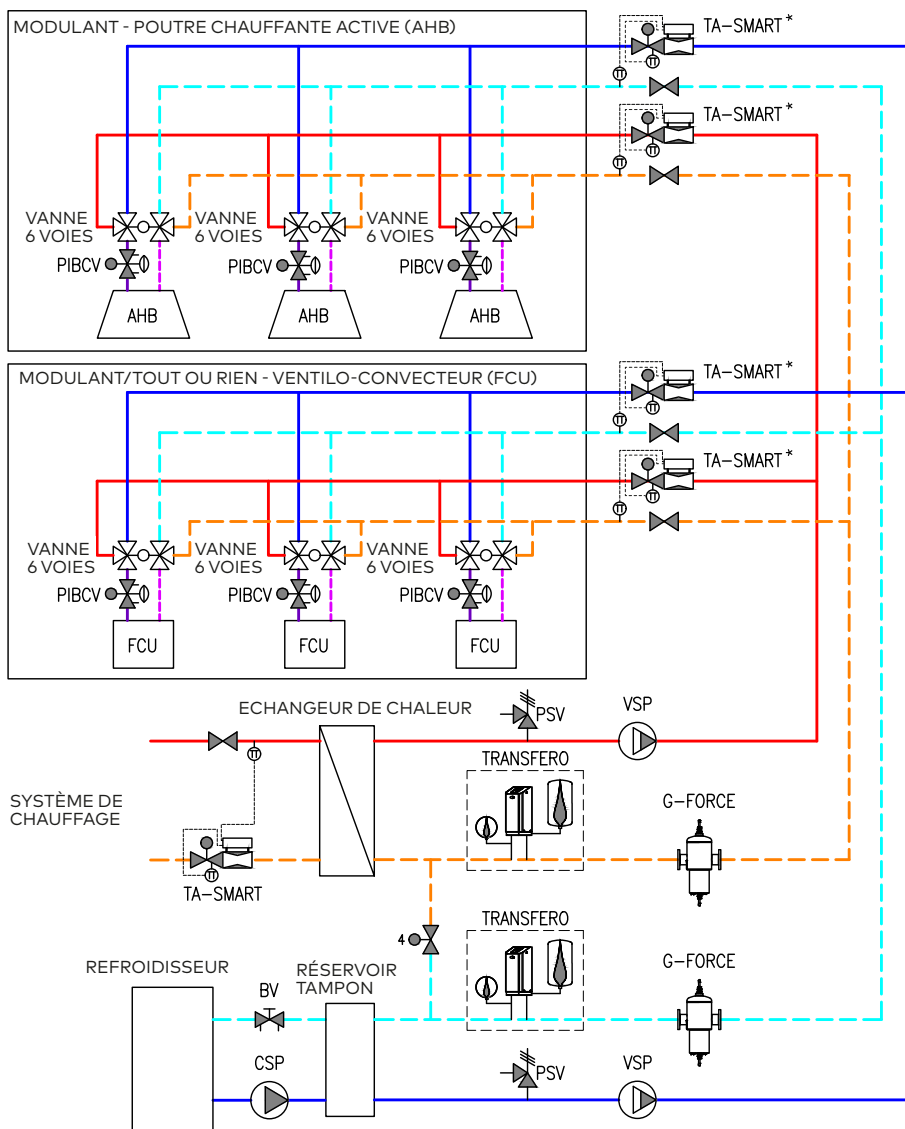 MODULANT - POUTRE CHAUFFANTE ACTIVE (AHB)
TA-SMART*
TA-SMART*
VANNE
6 VOIES
VANNE
6 VOIES
VANNE
6 VOIES
PIBCV
PIBCV
PIBCV
AHB
AHB
AHB
MODULANT/TOUT OU RIEN - VENTILO-CONVECTEUR (FCU)
TA-SMART*
TA-SMART*
VANNE
6 VOIES
VANNE
6 VOIES
VANNE
6 VOIES
PIBCV
PIBCV
PIBCV
FCU
FCU
FCU
ECHANGEUR DE CHALEUR
PSV
VSP
TRANSFERO
SYSTÈME DE
CHAUFFAGE
G-FORCE
TA-SMART
4
TRANSFERO
REFROIDISSEUR
RÉSERVOIR
TAMPON
G-FORCE
BV
CSP
PSV
VSP